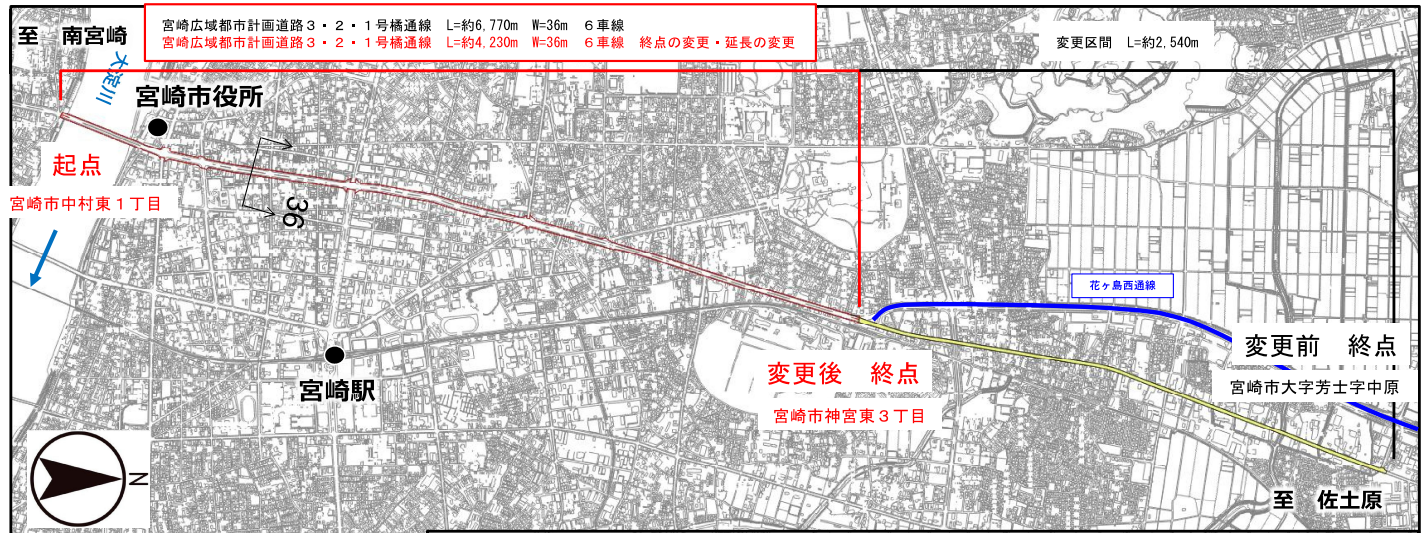 宮崎広域都市計画道路３・２・１号橘通線　L=約6,770m　W=36m　６車線
宮崎広域都市計画道路３・２・１号橘通線　L=約4,230m　W=36m　６車線　終点の変更・延長の変更
変更区間　L=約2,540m
至　南宮崎
大淀川
宮崎市役所
起点
宮崎市中村東１丁目
36
花ヶ島西通線
変更前　終点
宮崎市大字芳士字中原
変更後　終点
宮崎市神宮東３丁目
宮崎駅
N
至　佐土原